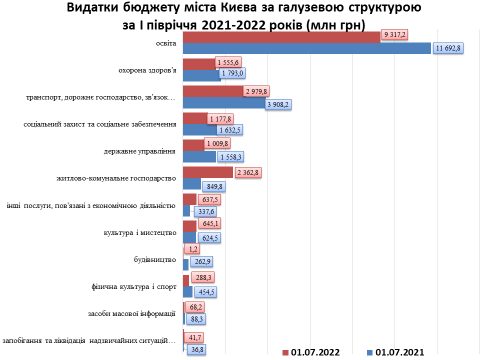 Видатки бюджету міста Києва за галузевою структурою
за І півріччя 2021-2022 років (млн грн)
освіта
9 317,2
11 692,8
охорона здоров'я
1 555,6
1 793,0
транспорт, дорожнє господарство, зв'язок…
2 979,8
3 908,2
соціальний захист та соціальне забезпечення
1 177,8
1 632,5
державне управління
1 009,8
1 558,3
житлово-комунальне господарство
2 362,8
849,8
інші послуги, пов'язані з економічною діяльністю
637,5
337,6
культура і мистецтво
645,1
624,5
будівництво
1,2
262,9
фізична культура і спорт
288,3
454,5
засоби масової інформації
68,2
88,3
запобігання та ліквідація надзвичайних ситуацій…
41,7
36,8
01.07.2022 01.07.2021